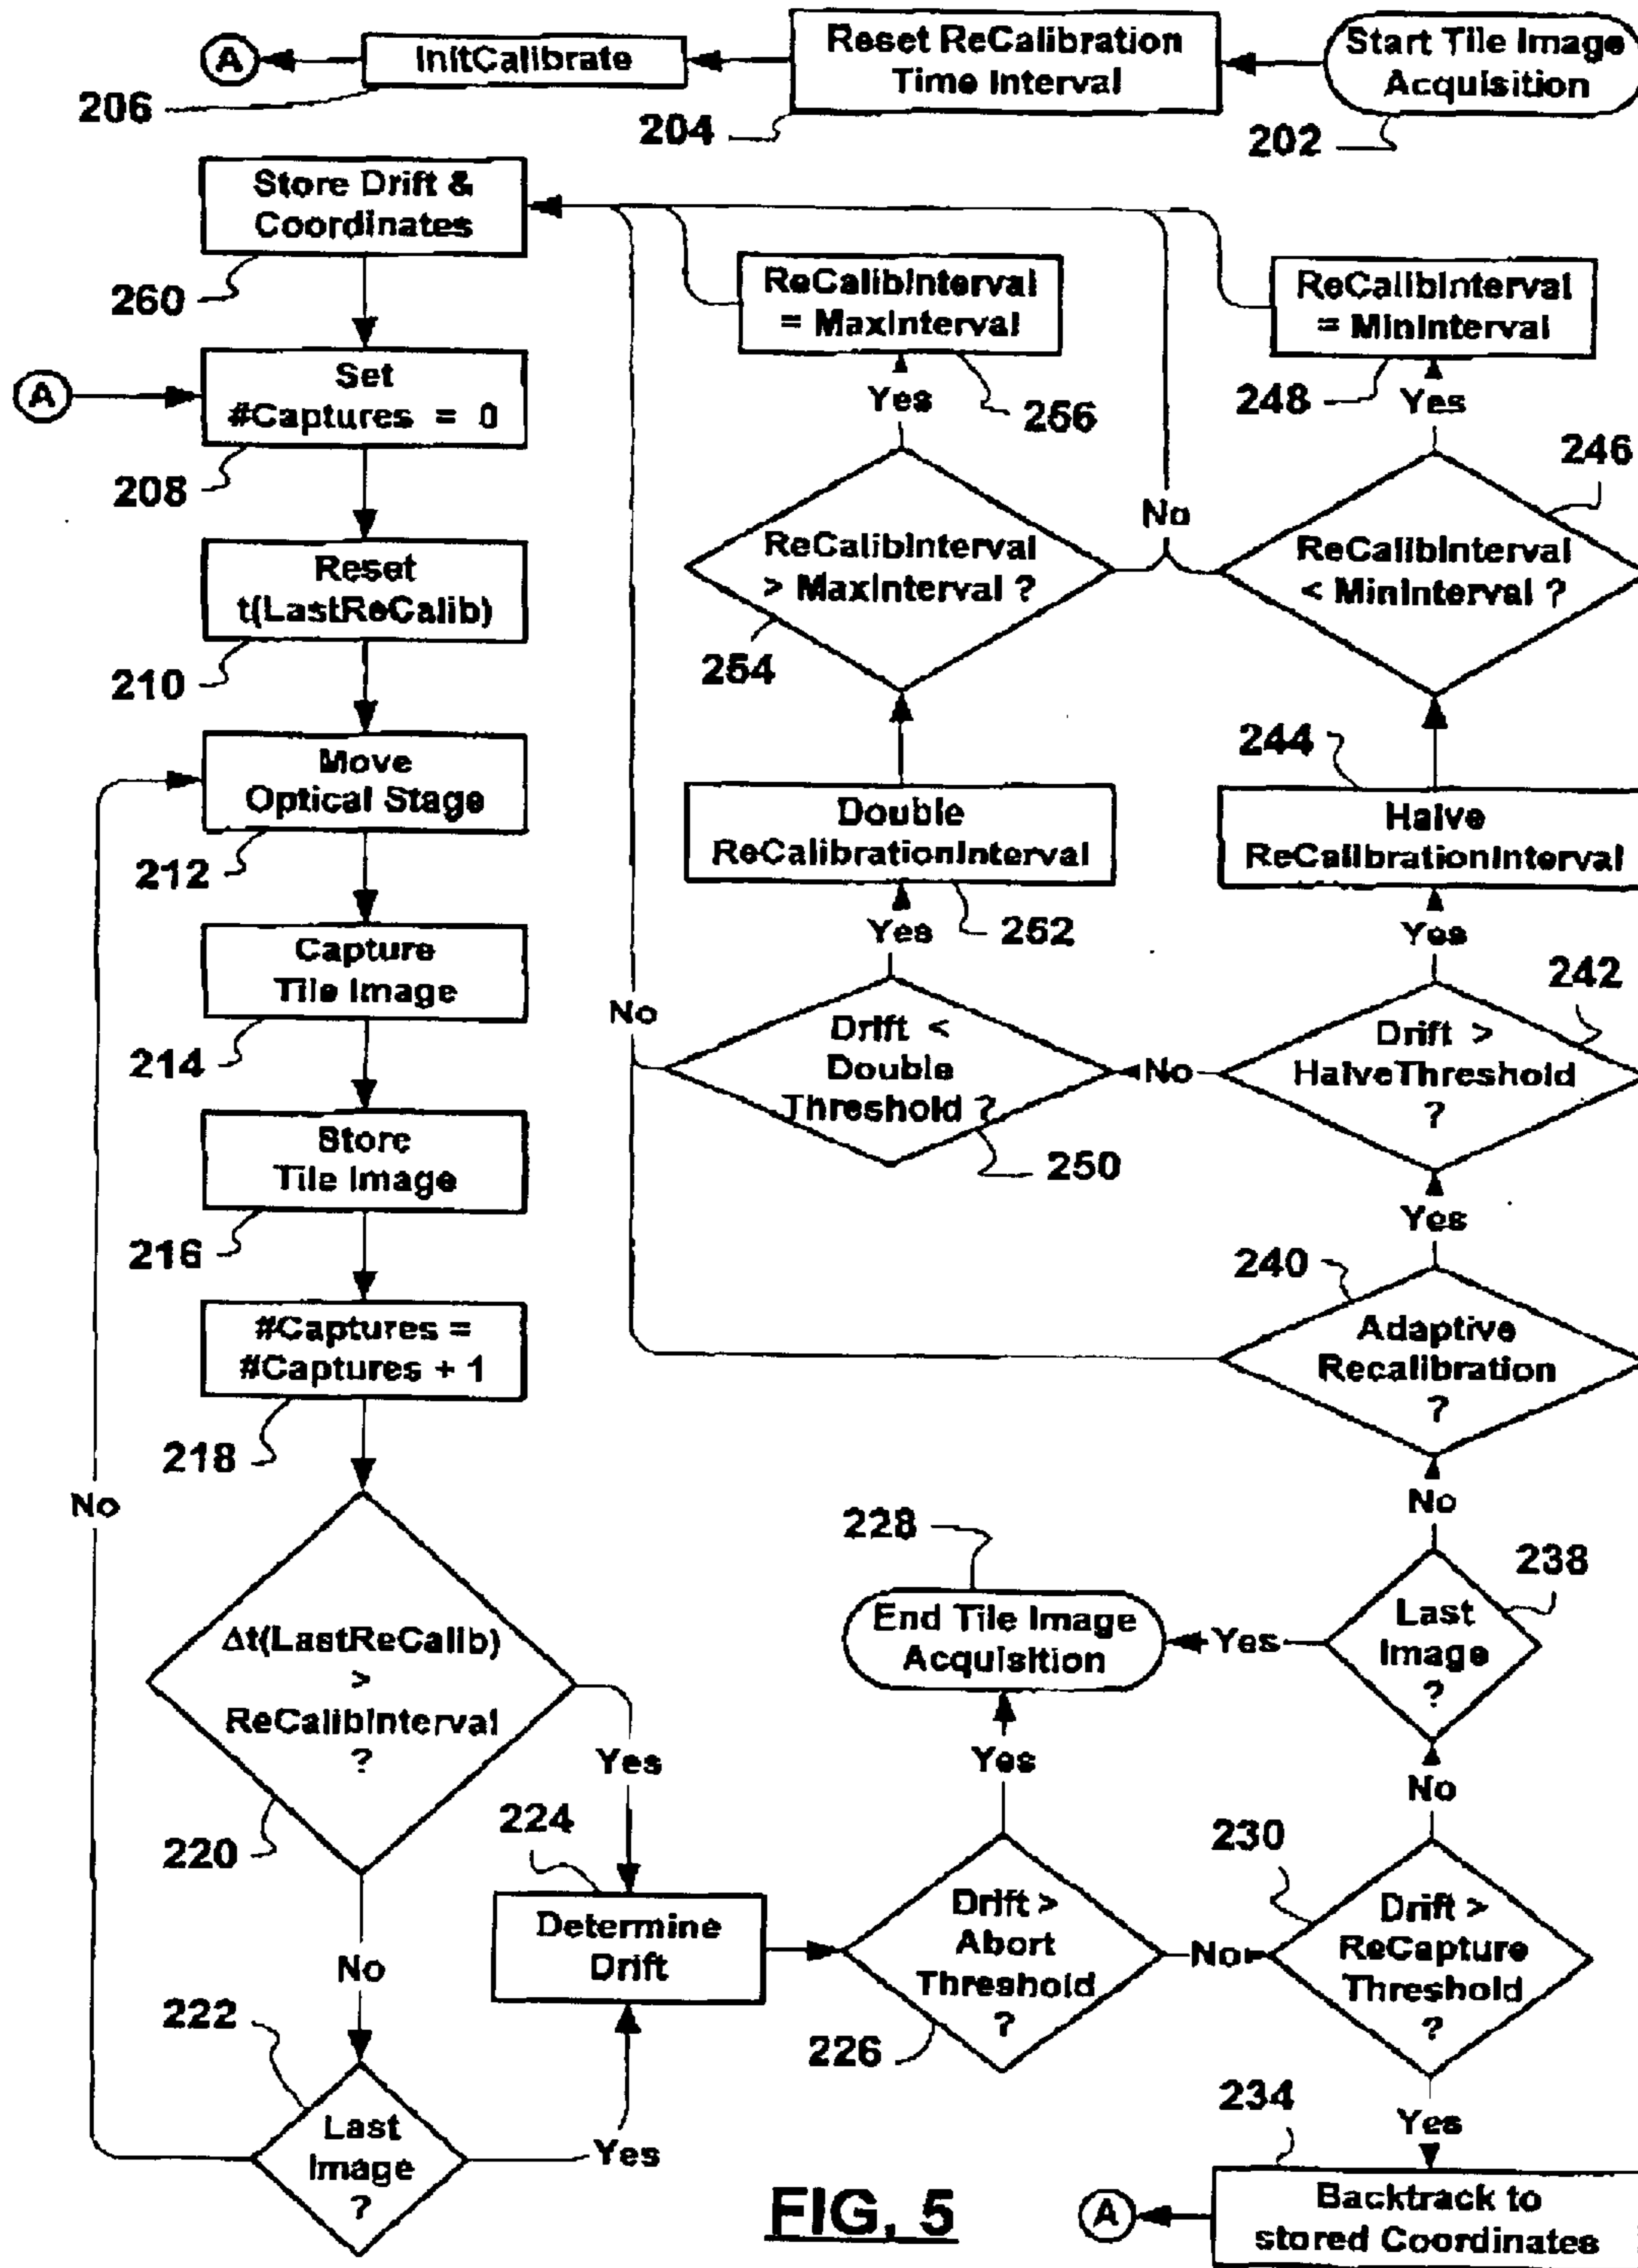 Start Tile Image
Acquisition
202
Reset ReCalibration
Time Interval
204
InitCalibrate
206
A
Store Drift &
Coordinates
260
A
Set
#Captures = 0
208
Reset
t(LastReCalib)
210
Move
Optical Stage
212
Capture
Tile Image
214
Store
Tile Image
216
#Captures =
#Captures + 1
218
No
Δt(LastReCalib)
>
ReCalibInterval
?
220
Yes
No
222
Last
Image
?
Yes
224
Determine
Drift
Drift >
Abort
Threshold
?
226
Yes
No
228
End Tile Image
Acquisition
230
Drift >
ReCapture
Threshold
?
No
Yes
234
Backtrack to
stored Coordinates
A
238
Last
Image
?
Yes
No
240
Adaptive
Recalibration
?
Yes
242
Drift >
HalveThreshold
?
No
Yes
244
Halve
ReCalibrationInterval
246
ReCalibInterval
< MinInterval ?
Yes
248
ReCalibInterval
= MinInterval
No
Drift <
Double
Threshold ?
250
No
Yes
252
Double
ReCalibrationInterval
254
ReCalibInterval
> MaxInterval ?
Yes
256
ReCalibInterval
= MaxInterval
FIG. 5